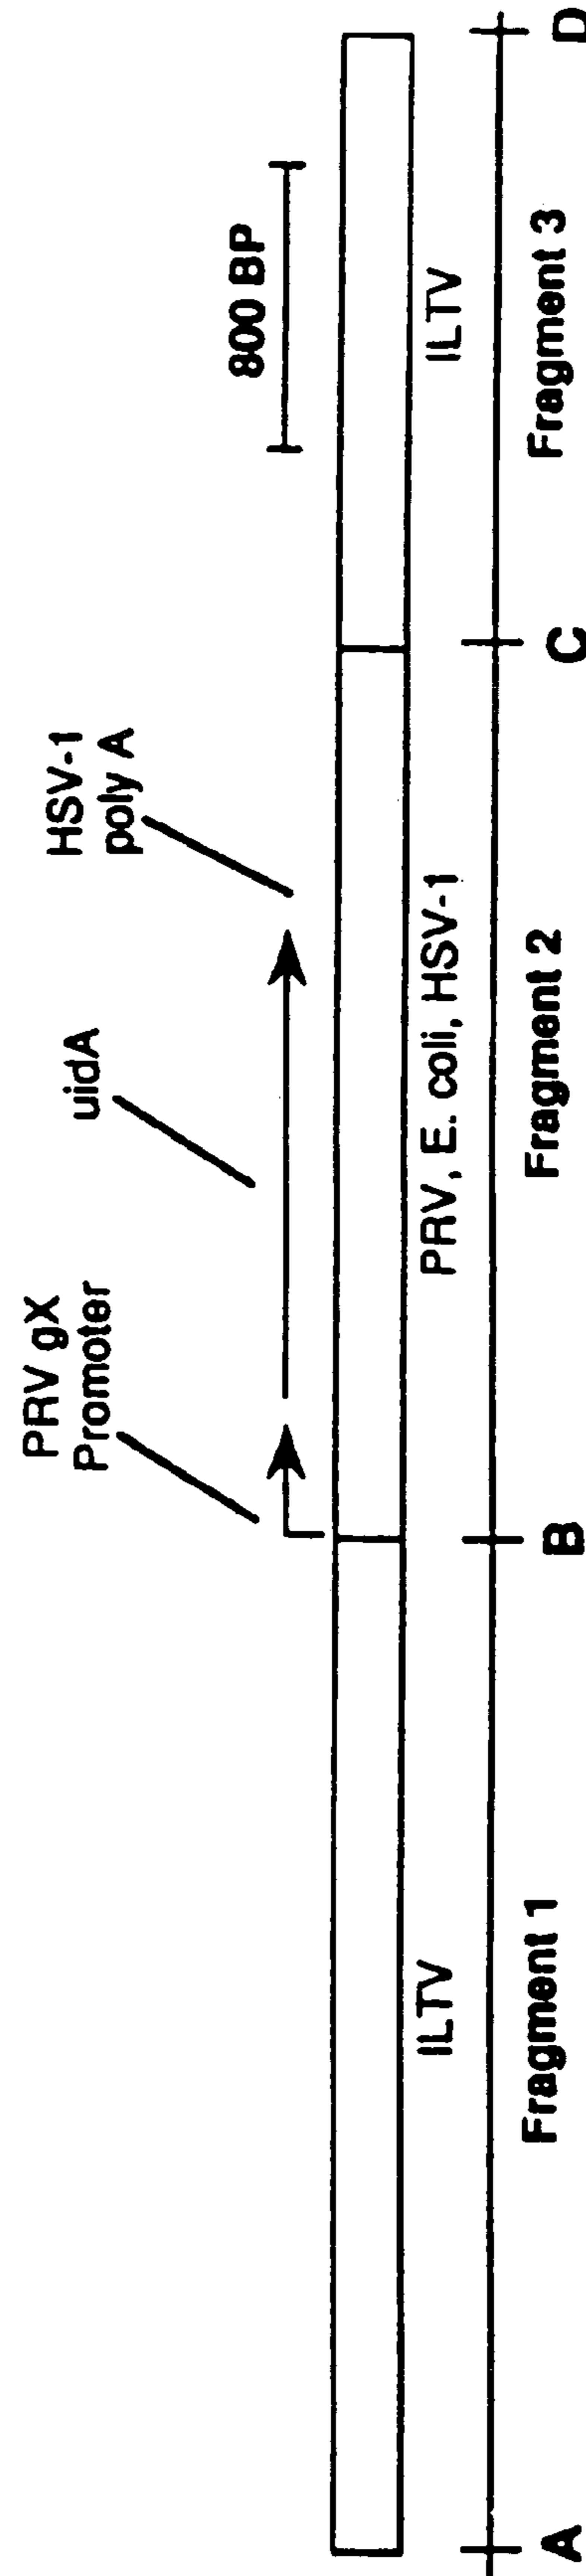 PRV gX
Promoter
uidA
HSV-1
poly A
800 BP
ILTV
PRV, E. coli, HSV-1
ILTV
Fragment 1
Fragment 2
Fragment 3
A
B
C
D